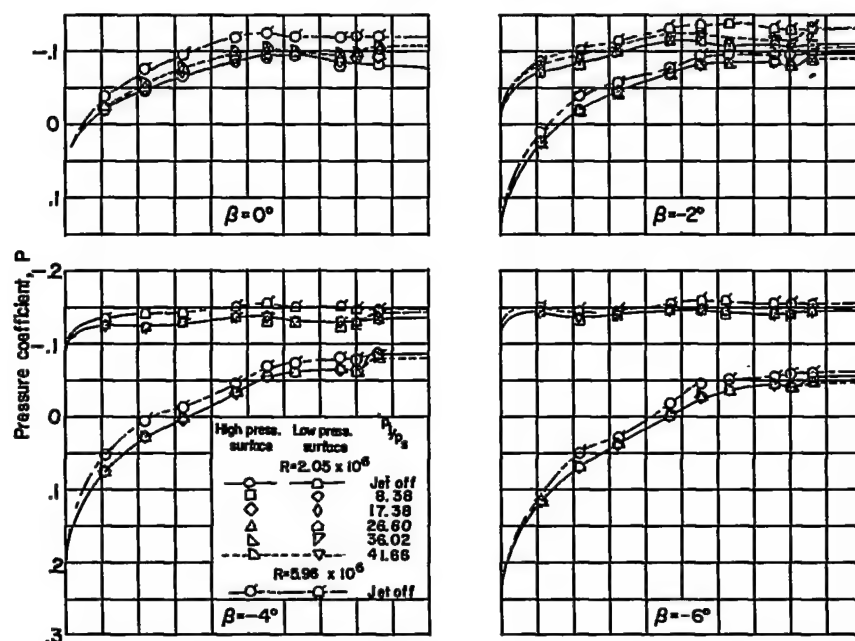 -.1
0
.1
β=0°
β=-2°
Pressure coefficient, P
-.2
-.1
0
.1
.2
.3
High press. surface
Low press. surface
P_j/P_s
R=2.05 x 10⁶
Jet off
8.38
17.38
26.60
36.02
41.66
R=5.96 x 10⁶
Jet off
β=-4°
β=-6°